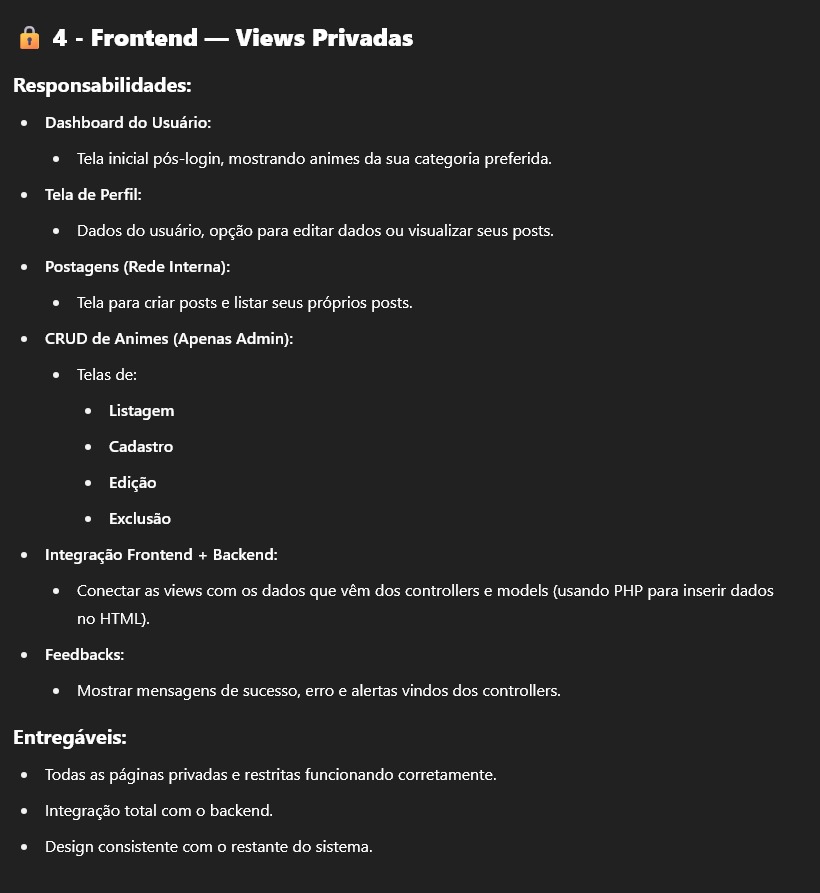 🔒 4 - Frontend — Views Privadas
Responsabilidades:
• Dashboard do Usuário:
• Tela inicial pós-login, mostrando animes da sua categoria preferida.
• Tela de Perfil:
• Dados do usuário, opção para editar dados ou visualizar seus posts.
• Postagens (Rede Interna):
• Tela para criar posts e listar seus próprios posts.
• CRUD de Animes (Apenas Admin):
• Telas de:
• Listagem
• Cadastro
• Edição
• Exclusão
• Integração Frontend + Backend:
• Conectar as views com os dados que vêm dos controllers e models (usando PHP para inserir dados
no HTML).
• Feedbacks:
• Mostrar mensagens de sucesso, erro e alertas vindos dos controllers.
Entregáveis:
• Todas as páginas privadas e restritas funcionando corretamente.
• Integração total com o backend.
• Design consistente com o restante do sistema.